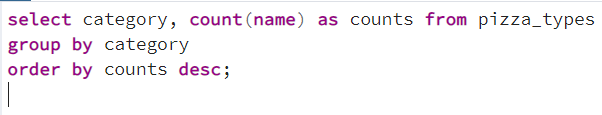 select category, count(name) as counts from pizza_types
group by category
order by counts desc;